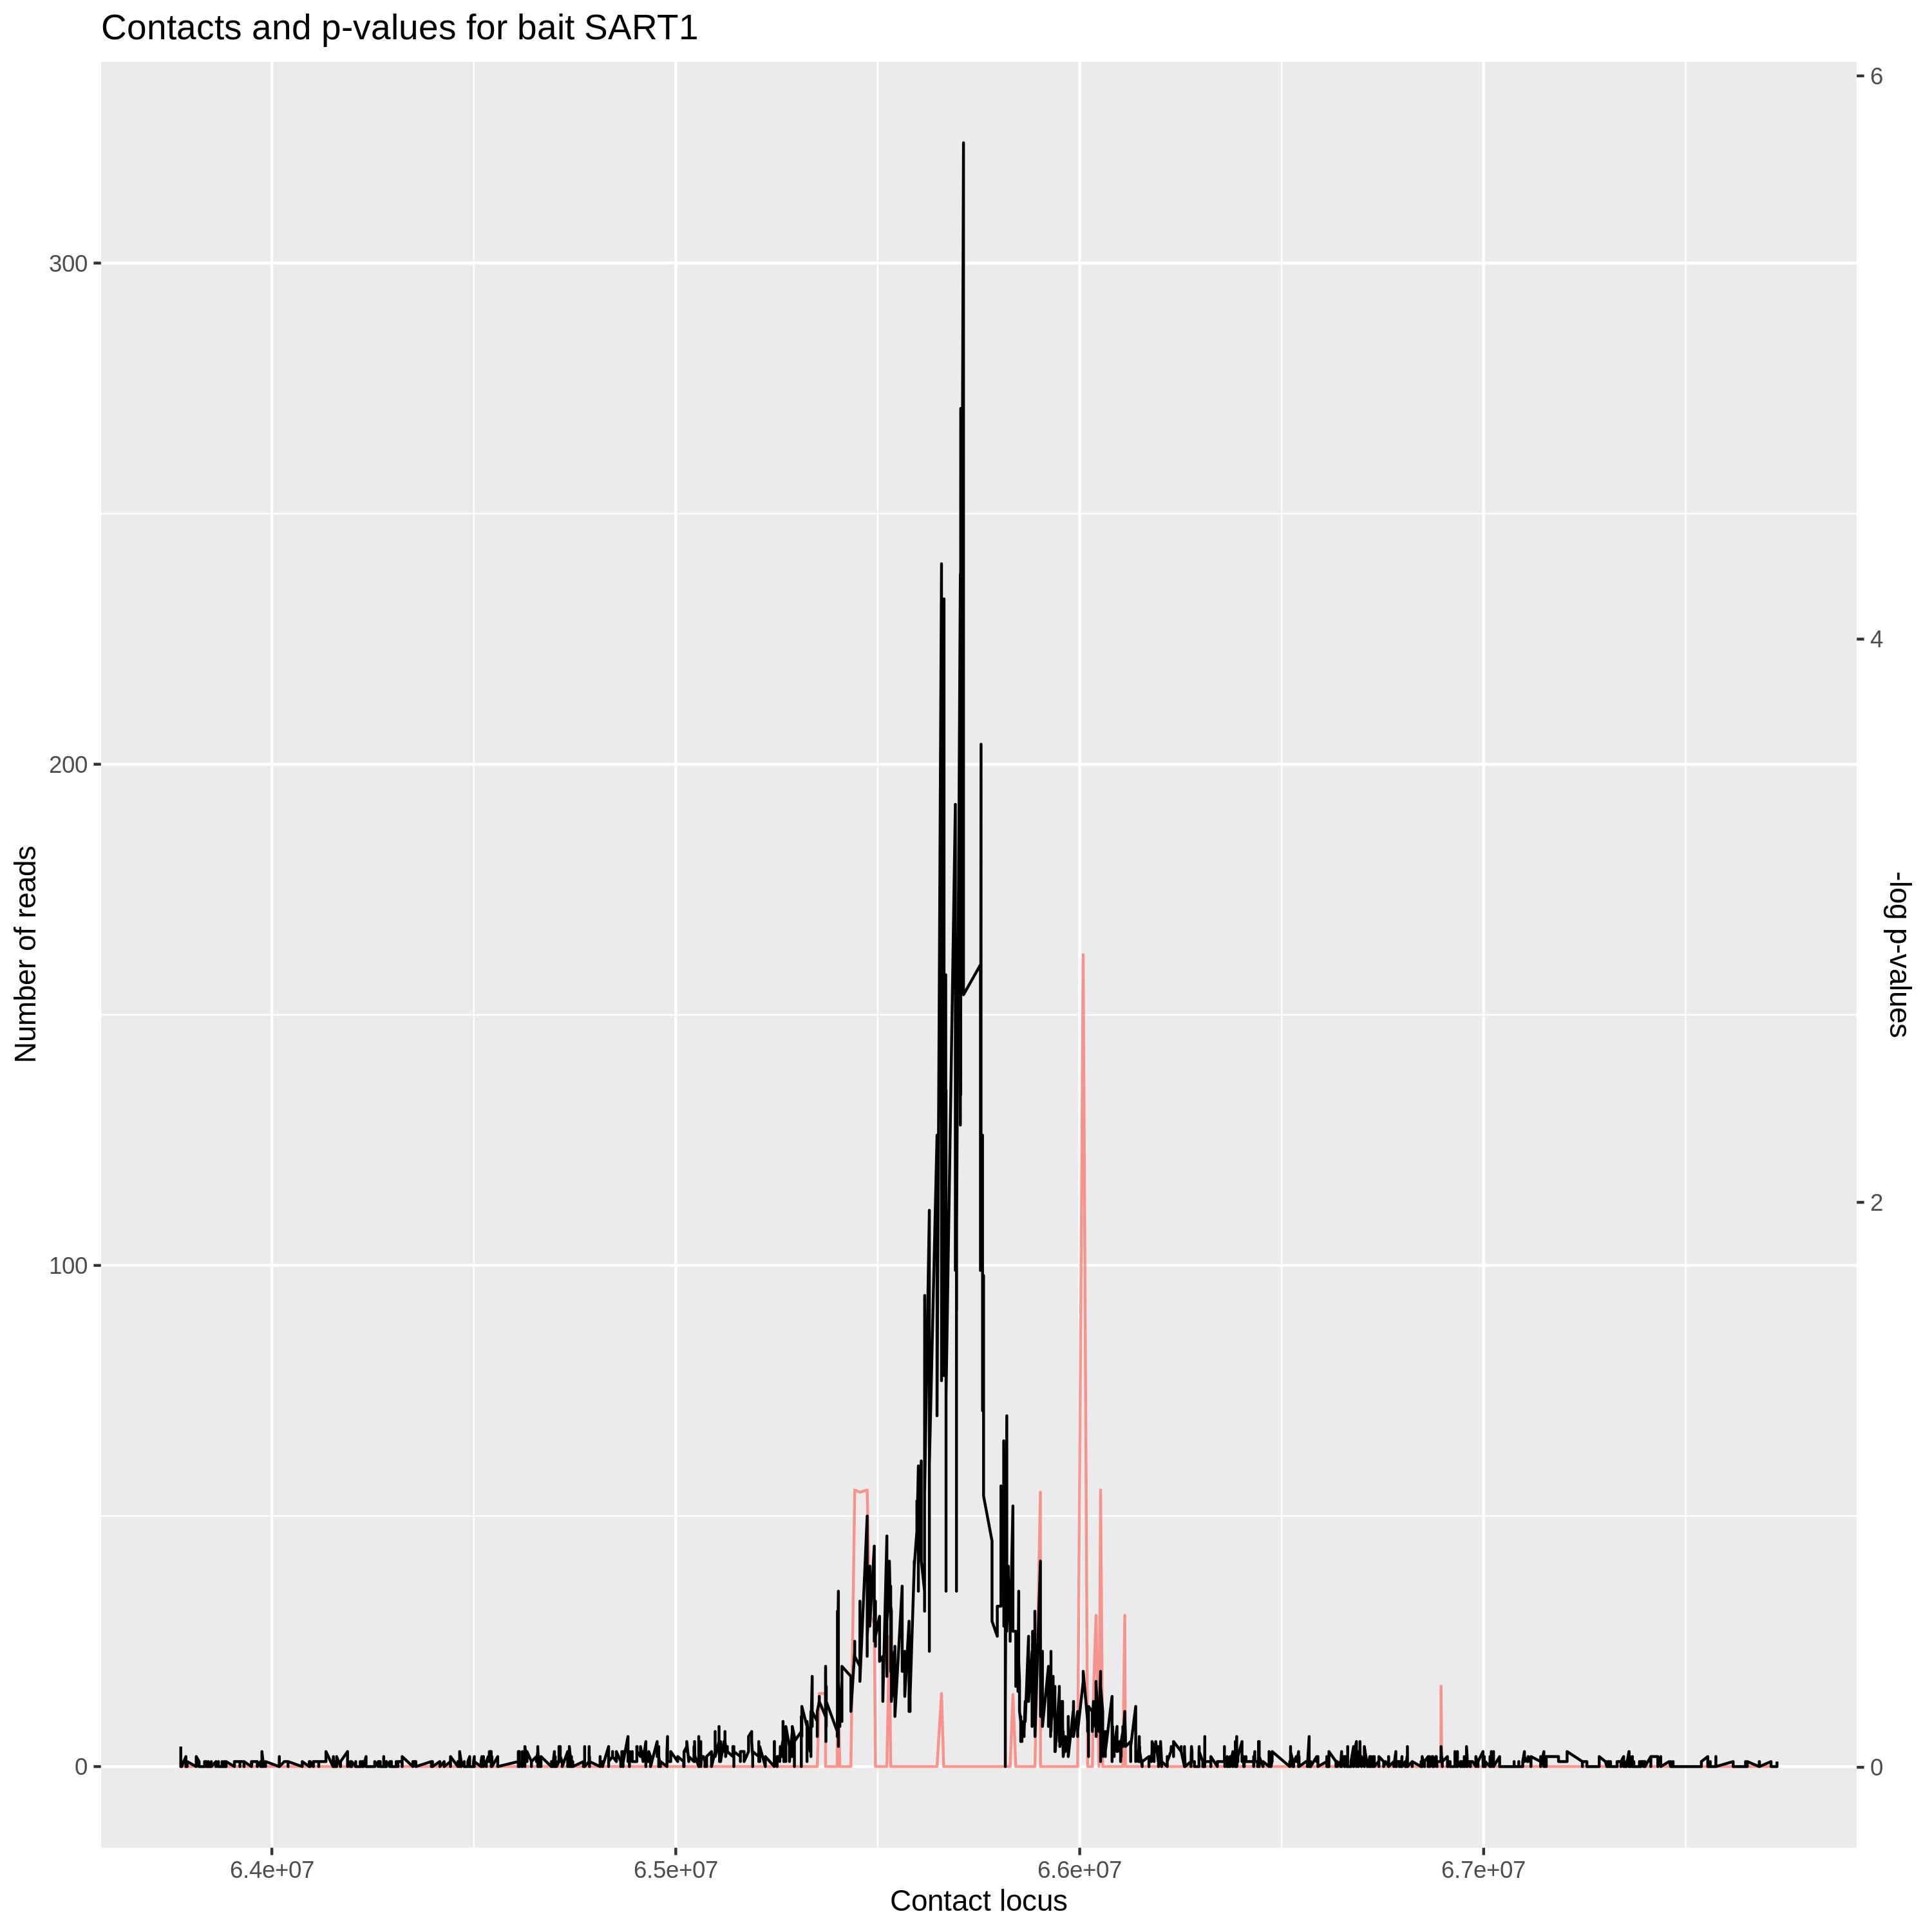 Contacts and p-values for bait SART1
6
300
4
200
Number of reads
-log p-values
2
100
0
0
6.4e+07 6.5e+07 6.6e+07 6.7e+07
Contact locus